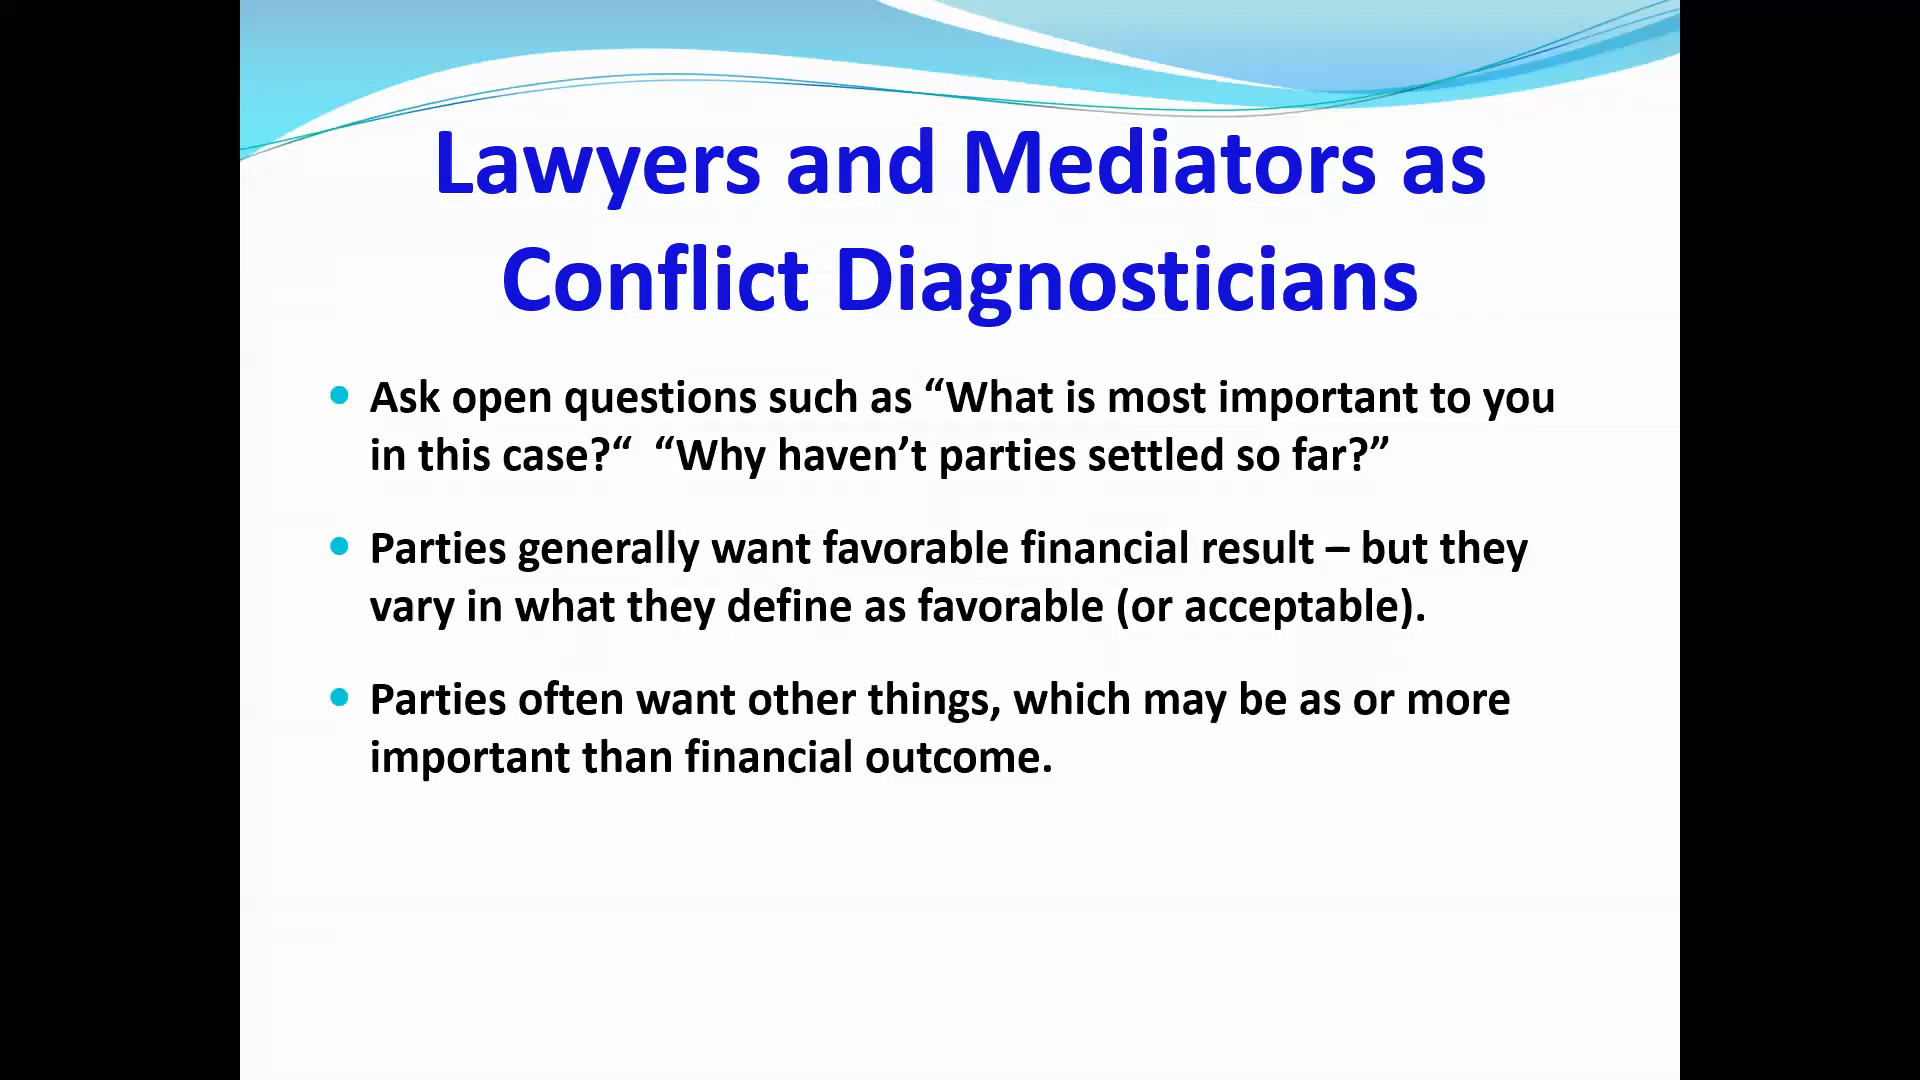 Lawyers and Mediators as
Conflict Diagnosticians
• Ask open questions such as “What is most important to you
in this case?“  “Why haven’t parties settled so far?”
• Parties generally want favorable financial result – but they
vary in what they define as favorable (or acceptable).
• Parties often want other things, which may be as or more
important than financial outcome.